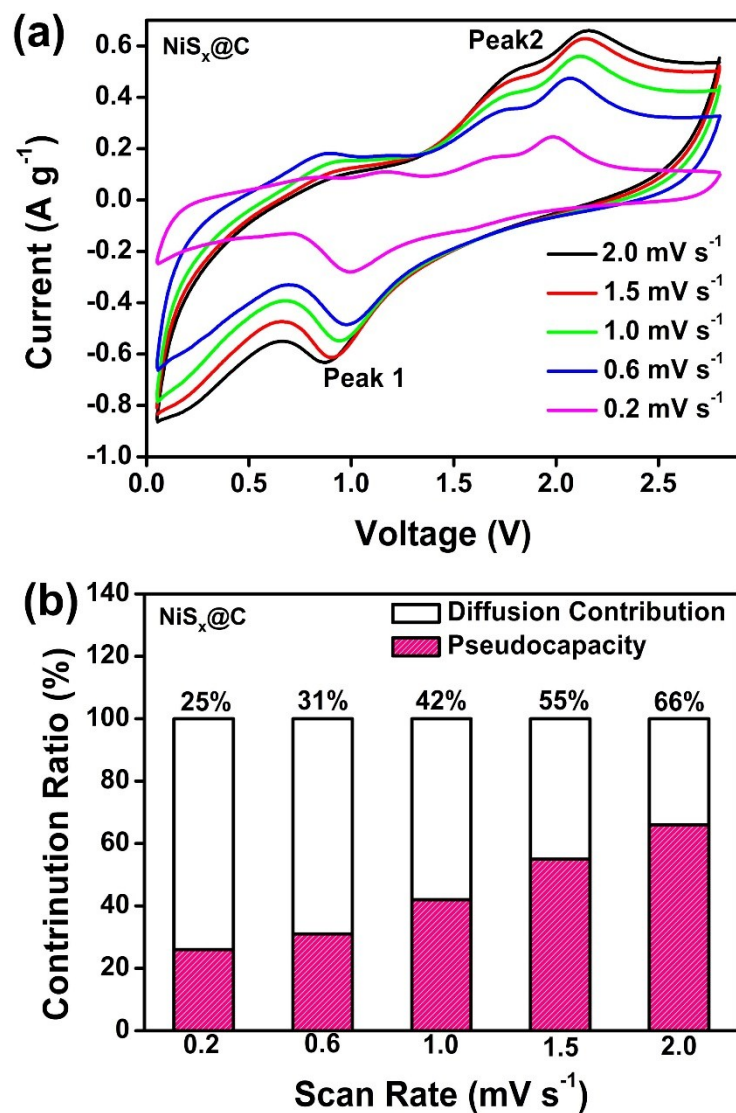 (a)
NiSₓ@C
Peak2
0.6
0.4
0.2
0.0
-0.2
-0.4
-0.6
-0.8
-1.0
Current (A g⁻¹)
2.0 mV s⁻¹
1.5 mV s⁻¹
1.0 mV s⁻¹
0.6 mV s⁻¹
0.2 mV s⁻¹
Peak 1
0.0 0.5 1.0 1.5 2.0 2.5
Voltage (V)
(b)
NiSₓ@C
Diffusion Contribution
Pseudocapacity
140
120
100
80
60
40
20
0
Contrinution Ratio (%)
25% 31% 42% 55% 66%
0.2 0.6 1.0 1.5 2.0
Scan Rate (mV s⁻¹)